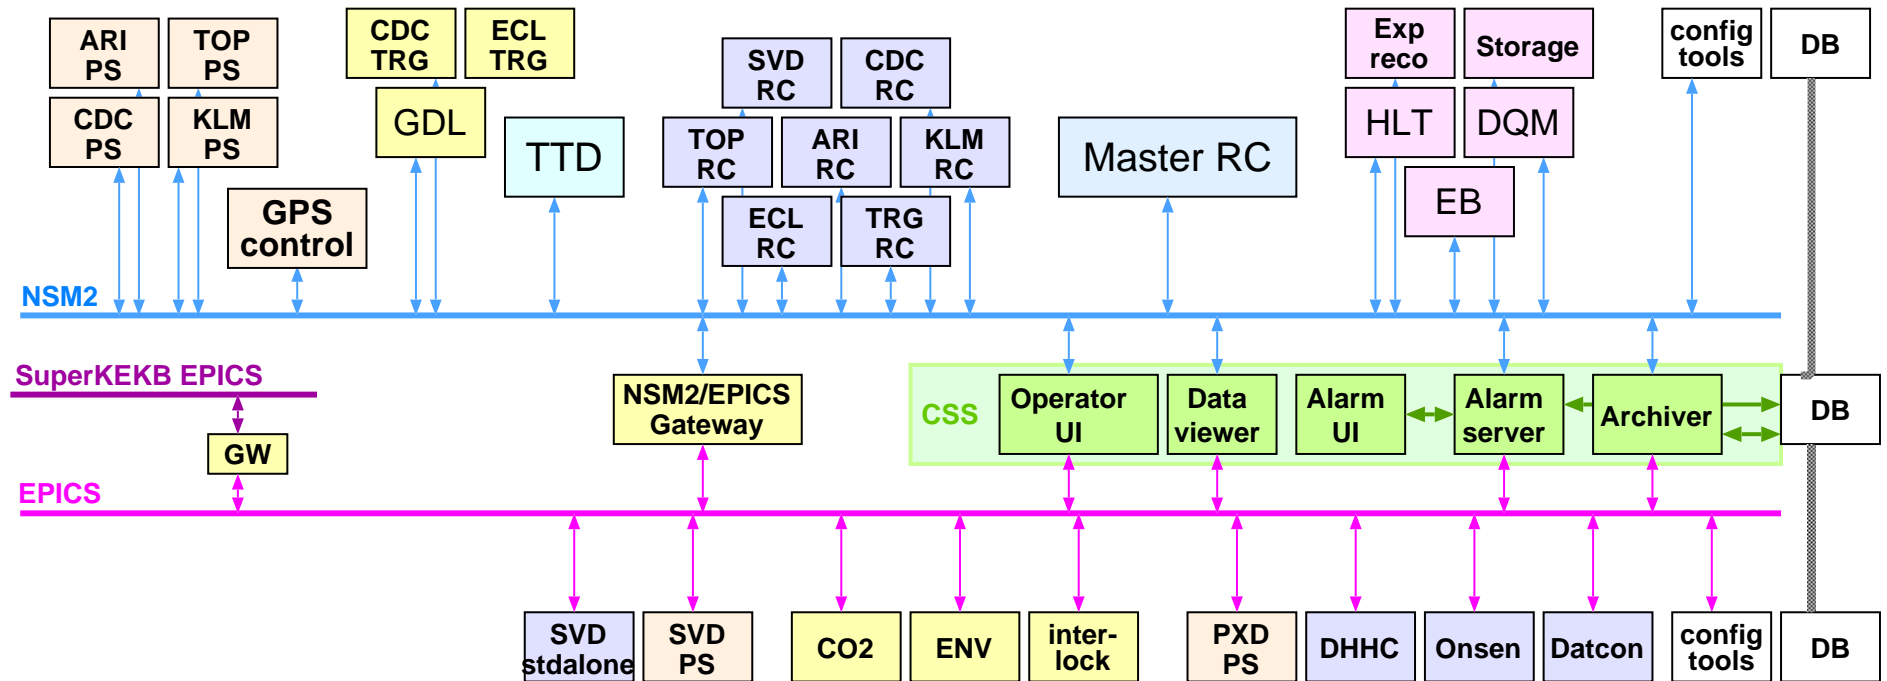 ARI
PS
TOP
PS
CDC
PS
KLM
PS
GPS
control
CDC
TRG
ECL
TRG
GDL
TTD
SVD
RC
CDC
RC
TOP
RC
ARI
RC
KLM
RC
ECL
RC
TRG
RC
Master RC
Exp
reco
Storage
HLT
DQM
EB
config
tools
DB
NSM2
SuperKEKB EPICS
GW
NSM2/EPICS
Gateway
CSS
Operator
UI
Data
viewer
Alarm
UI
Alarm
server
Archiver
DB
EPICS
SVD
stdalone
SVD
PS
CO2
ENV
inter-
lock
PXD
PS
DHHC
Onsen
Datcon
config
tools
DB